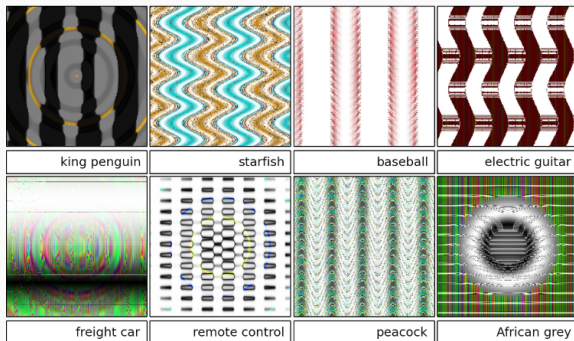 king penguin
starfish
baseball
electric guitar
freight car
remote control
peacock
African grey